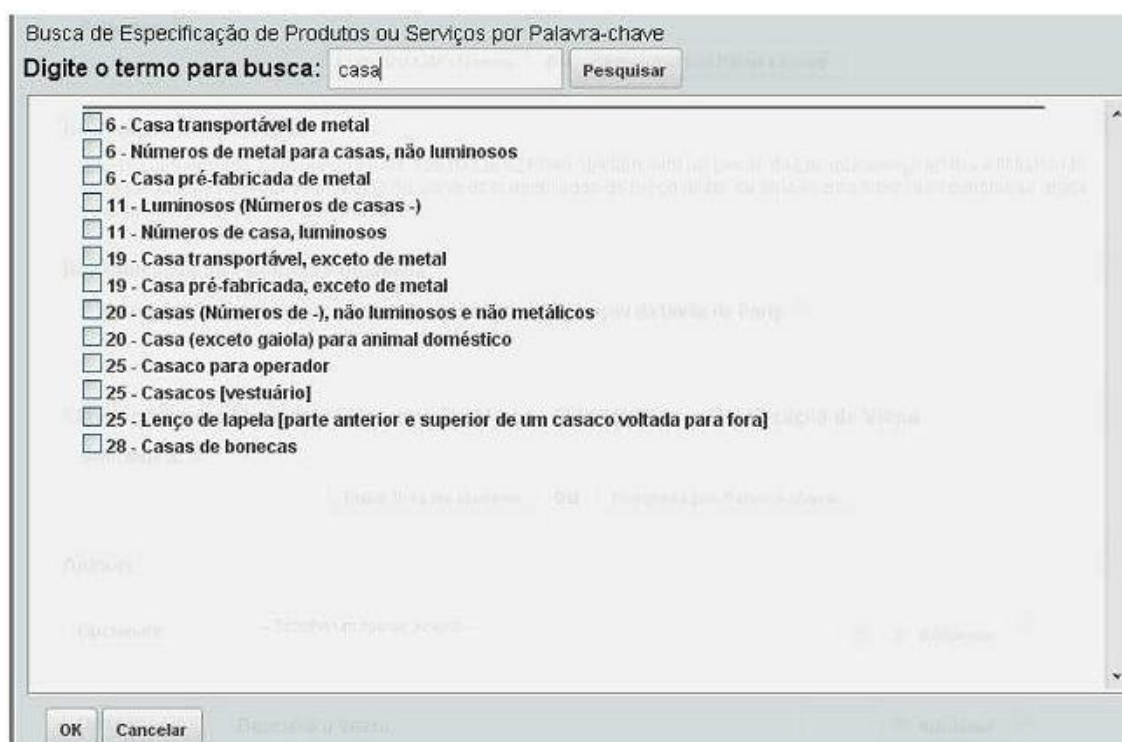 Busca de Especificação de Produtos ou Serviços por Palavra-chave
Digite o termo para busca: casa Pesquisar
6 - Casa transportável de metal
6 - Números de metal para casas, não luminosos
6 - Casa pré-fabricada de metal
11 - Luminosos (Números de casas -)
11 - Números de casa, luminosos
19 - Casa transportável, exceto de metal
19 - Casa pré-fabricada, exceto de metal
20 - Casas (Números de -), não luminosos e não metálicos
20 - Casa (exceto gaiola) para animal doméstico
25 - Casaco para operador
25 - Casacos [vestuário]
25 - Lenço de lapela [parte anterior e superior de um casaco voltada para fora]
28 - Casas de bonecas
OK Cancelar